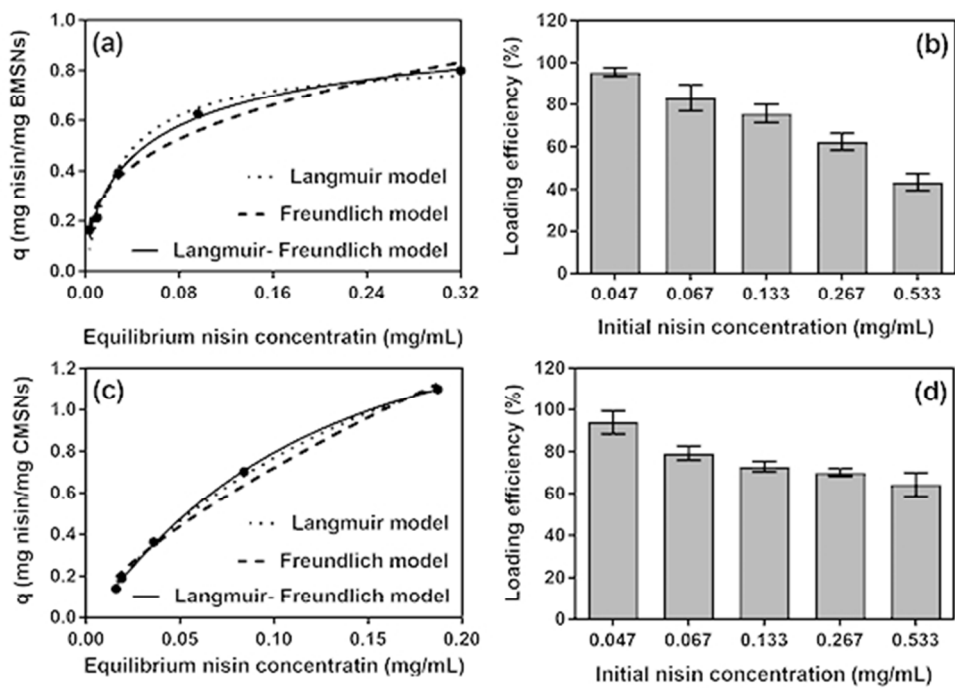 (a)
q (mg nisin/mg BMSNs)
1.0
0.8
0.6
0.4
0.2
0.0
Langmuir model
Freundlich model
Langmuir- Freundlich model
0.00 0.08 0.16 0.24 0.32
Equilibrium nisin concentratin (mg/mL)
(b)
Loading efficiency (%)
120
100
80
60
40
20
0
0.047 0.067 0.133 0.267 0.533
Initial nisin concentration (mg/mL)
(c)
q (mg nisin/mg CMSNs)
1.2
1.0
0.8
0.6
0.4
0.2
0.0
Langmuir model
Freundlich model
Langmuir- Freundlich model
0.00 0.05 0.10 0.15 0.20
Equilibrium nisin concentratin (mg/mL)
(d)
Loading efficiency (%)
120
100
80
60
40
20
0
0.047 0.067 0.133 0.267 0.533
Initial nisin concentration (mg/mL)